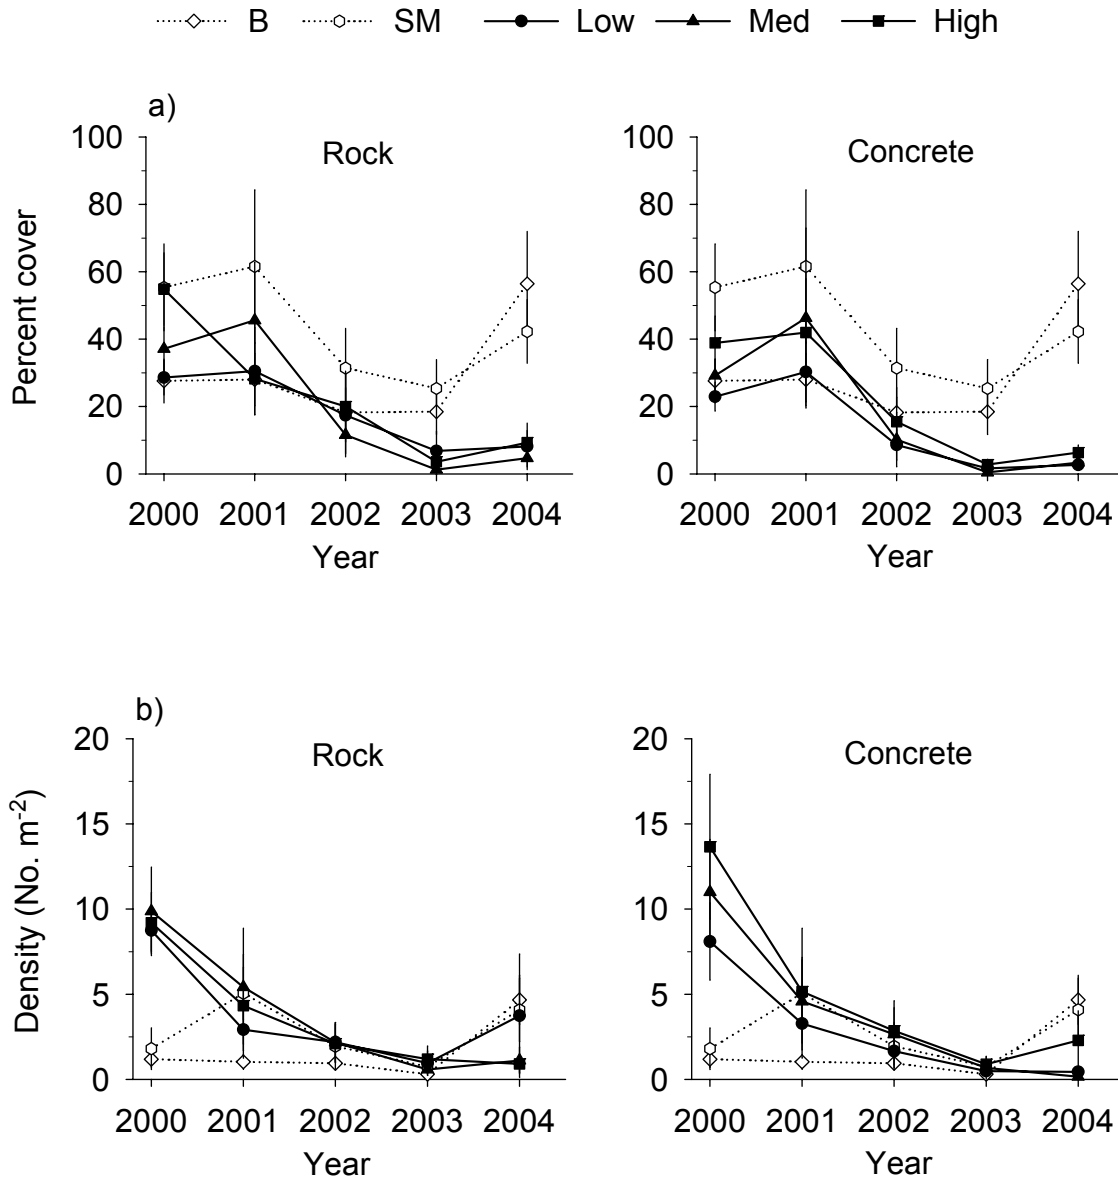 B SM Low Med High
a)
Rock Concrete
100 100
80 80
60 60
40 40
20 20
0 0
Percent cover
2000 2001 2002 2003 2004 2000 2001 2002 2003 2004
Year Year
b)
Rock Concrete
20 20
15 15
10 10
5 5
0 0
Density (No. m⁻²)
2000 2001 2002 2003 2004 2000 2001 2002 2003 2004
Year Year